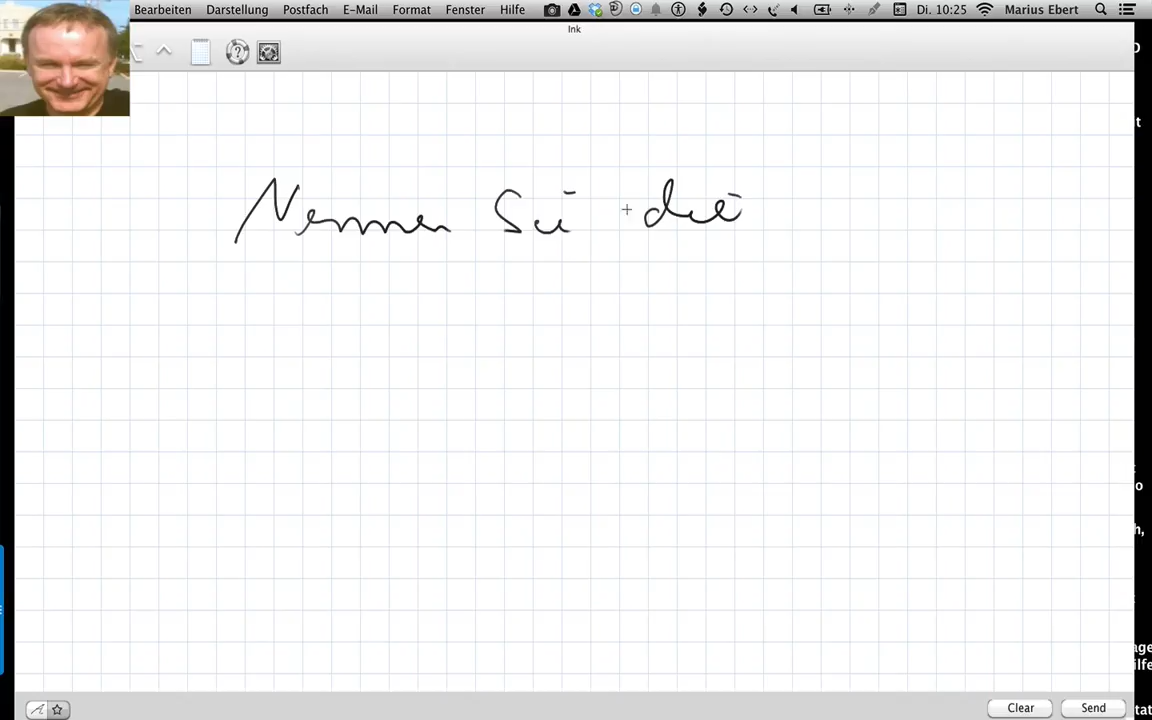 Bearbeiten Darstellung Postfach E-Mail Format Fenster Hilfe Di. 10:25 Marius Ebert
Ink
Nennen Sie die
Clear Send